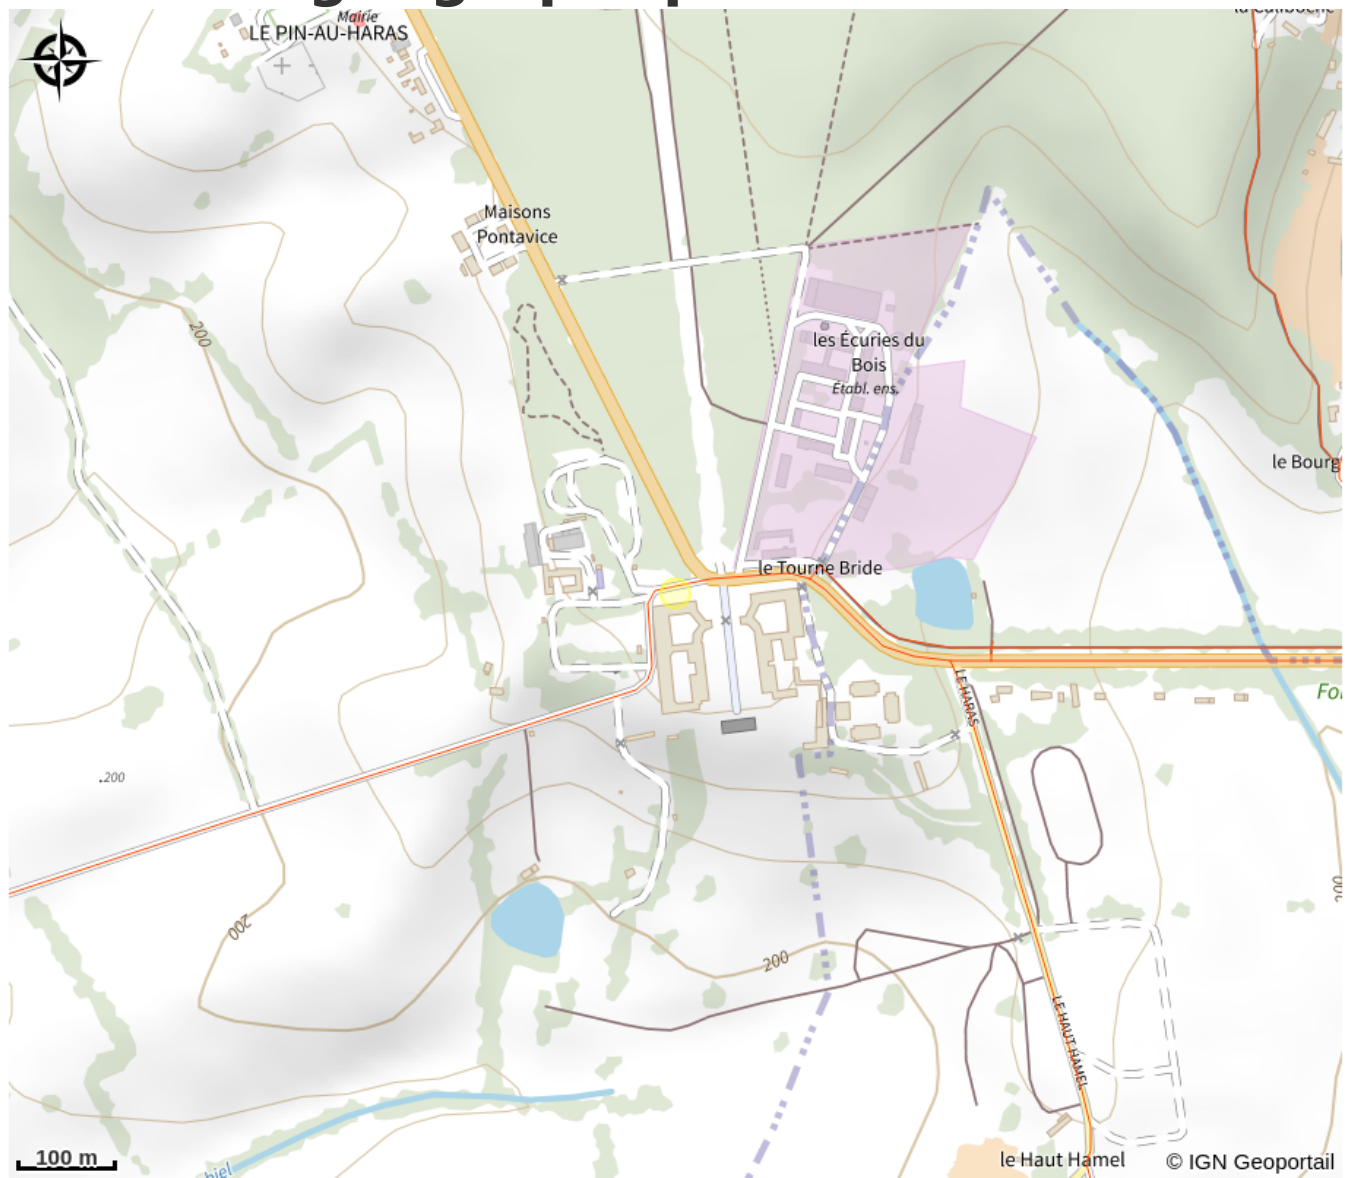 Mairie
LE PIN-AU-HARAS
Maisons
Pontavice
200
les Écuries du
Bois
Établ. ens.
le Bourg
le Tourne Bride
LE HARAS
.200
200
200
200
LE HAUT HAMEL
100 m
le Haut Hamel
© IGN Geoportail